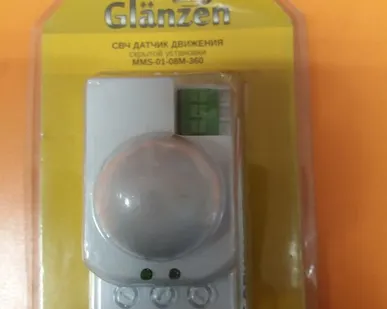 Glänzen
СВЧ ДАТЧИК ДВИЖЕНИЯ
скрытой установки
MMS-01-08M-360